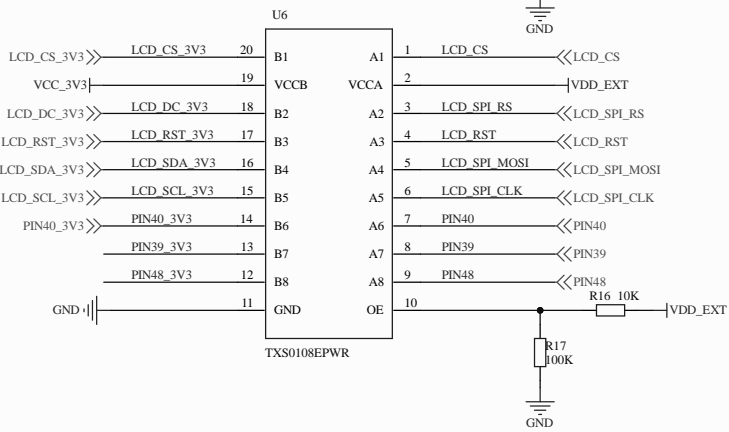 U6
GND
LCD_CS_3V3 LCD_CS_3V3 20 B1 A1 1 LCD_CS LCD_CS
VCC_3V3 19 VCCB VCCA 2 VDD_EXT
LCD_DC_3V3 LCD_DC_3V3 18 B2 A2 3 LCD_SPI_RS LCD_SPI_RS
LCD_RST_3V3 LCD_RST_3V3 17 B3 A3 4 LCD_RST LCD_RST
LCD_SDA_3V3 LCD_SDA_3V3 16 B4 A4 5 LCD_SPI_MOSI LCD_SPI_MOSI
LCD_SCL_3V3 LCD_SCL_3V3 15 B5 A5 6 LCD_SPI_CLK LCD_SPI_CLK
PIN40_3V3 PIN40_3V3 14 B6 A6 7 PIN40 PIN40
PIN39_3V3 13 B7 A7 8 PIN39 PIN39
PIN48_3V3 12 B8 A8 9 PIN48 PIN48
R16 10K
GND 11 GND OE 10 VDD_EXT
R17
100K
TXS0108EPWR
GND